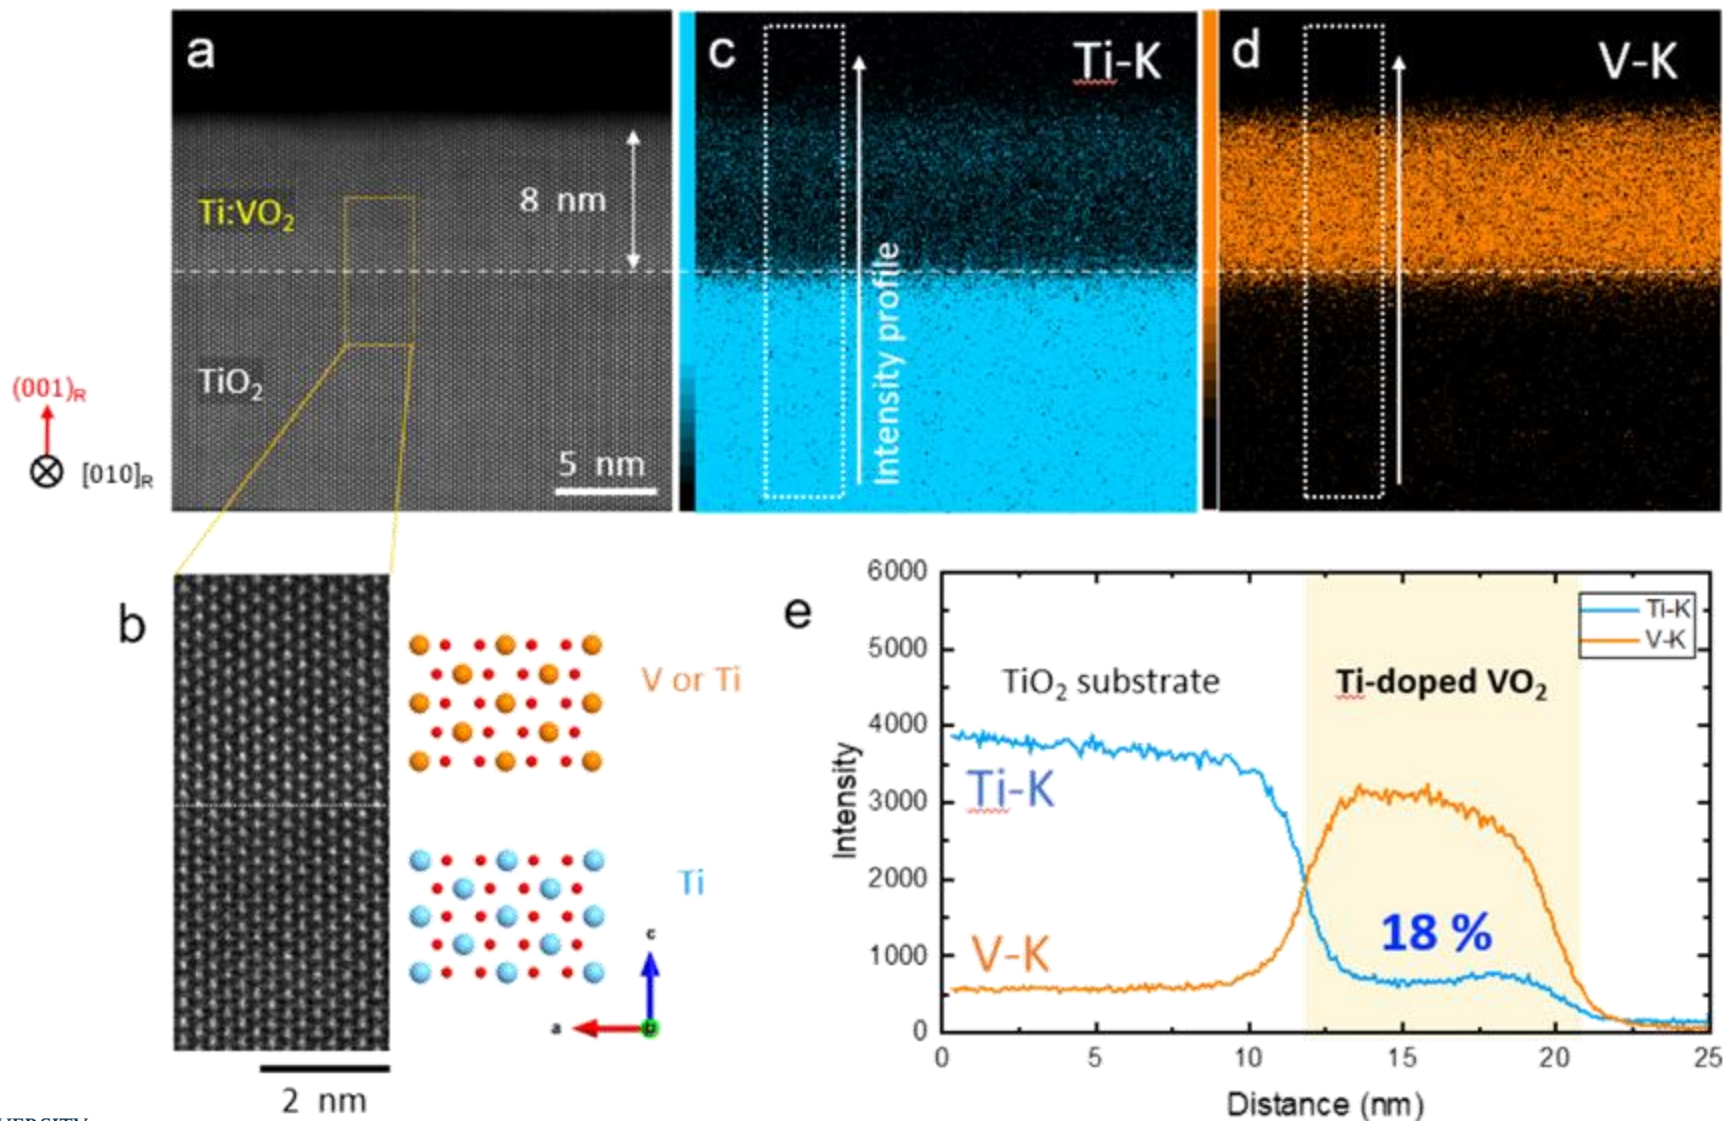 a
Ti:VO₂
8 nm
TiO₂
5 nm
(001)R
[010]R
c
Ti-K
Intensity profile
d
V-K
b
V or Ti
Ti
c
a
2 nm
e
6000
5000
4000
3000
2000
1000
0
Intensity
TiO₂ substrate
Ti-doped VO₂
Ti-K
V-K
Ti-K
V-K
18 %
0 5 10 15 20 25
Distance (nm)